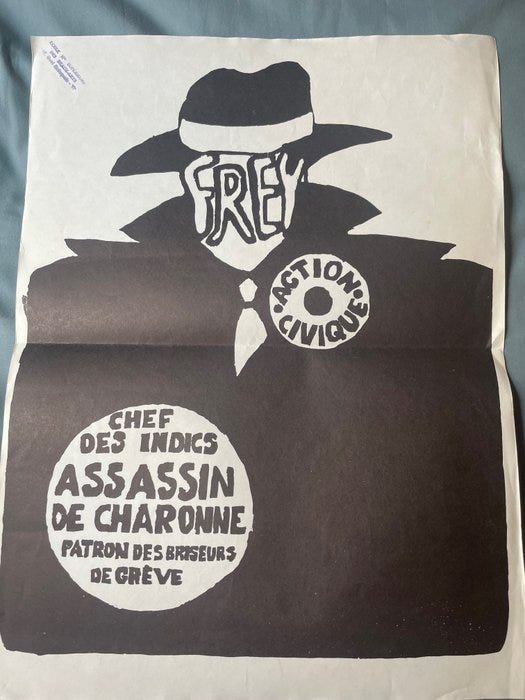 FREY
•ACTION•
CIVIQUE
CHEF
DES INDICS
ASSASSIN
DE CHARONNE
PATRON DES BRISEURS
DE GRÈVE